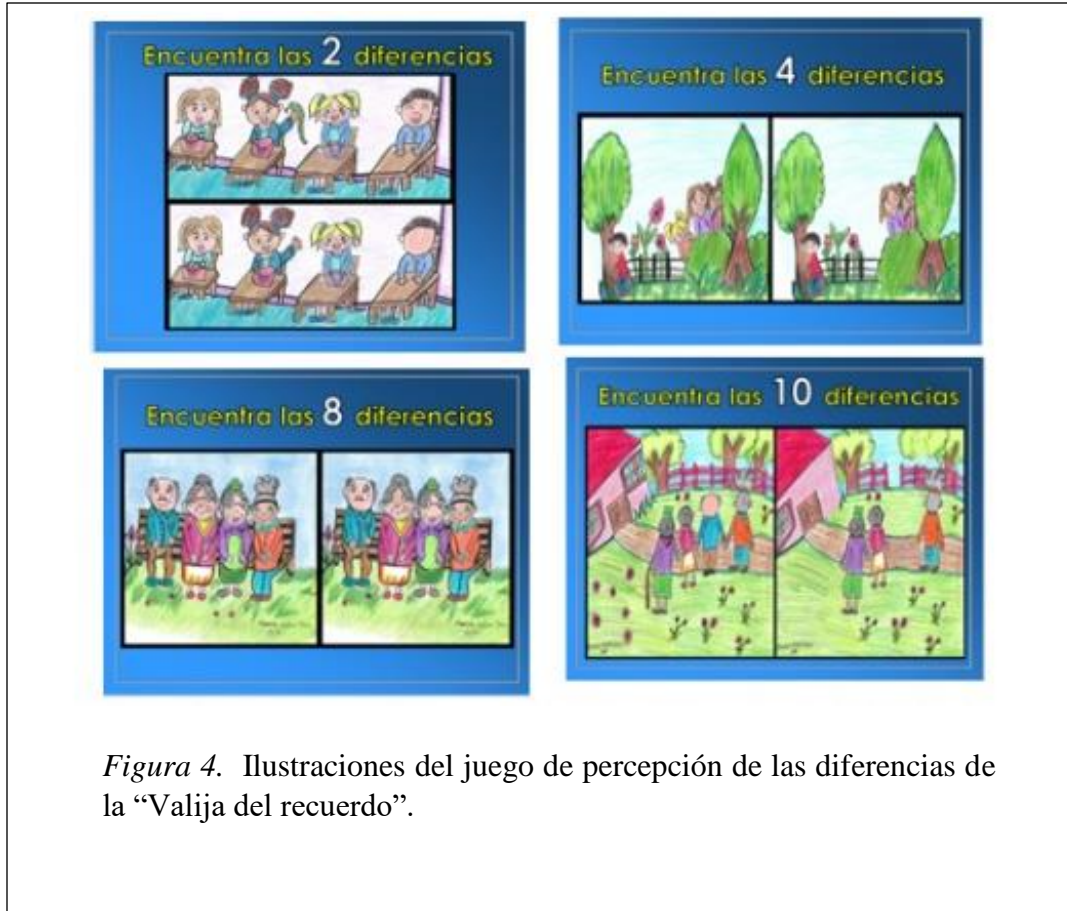 Encuentra las 2 diferencias
Encuentra las 4 diferencias
Encuentra las 8 diferencias
Encuentra las 10 diferencias
Figura 4. Ilustraciones del juego de percepción de las diferencias de
la “Valija del recuerdo”.